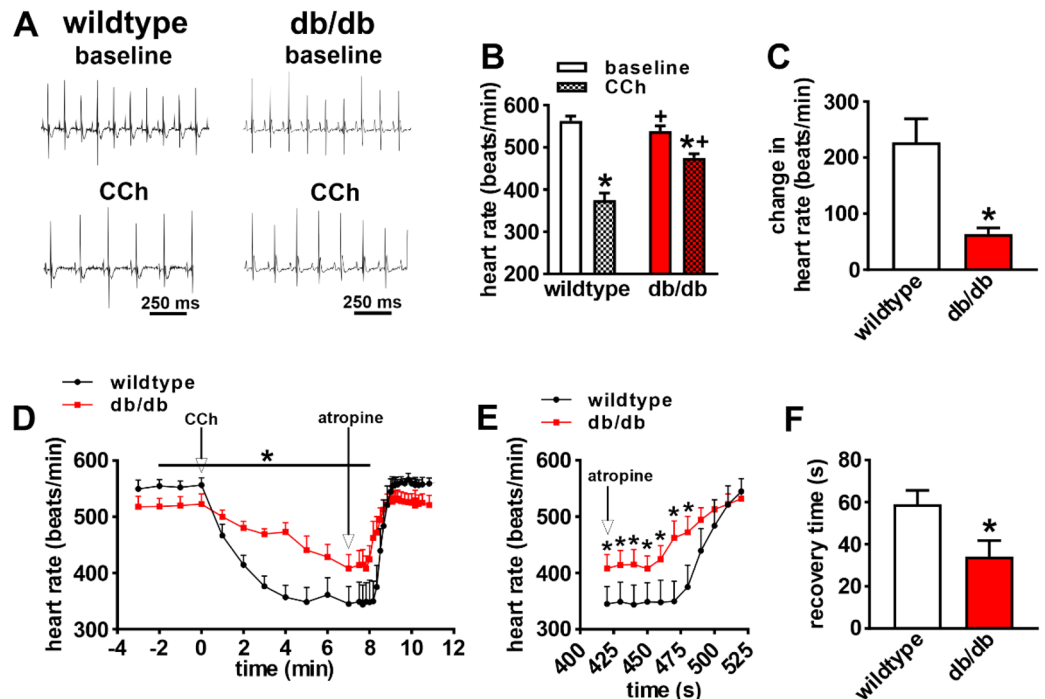 A
wildtype
baseline
db/db
baseline
CCh
CCh
250 ms
250 ms
B
baseline
CCh
heart rate (beats/min)
600
500
400
300
200
+
*
*+
wildtype
db/db
C
change in
heart rate (beats/min)
300
200
100
0
*
wildtype
db/db
D
wildtype
db/db
CCh
atropine
*
heart rate (beats/min)
600
500
400
300
-4 -2 0 2 4 6 8 10 12
time (min)
E
wildtype
db/db
atropine
* * * * * * *
heart rate (beats/min)
600
500
400
300
400 425 450 475 500 525
time (s)
F
recovery time (s)
80
60
40
20
0
*
wildtype
db/db